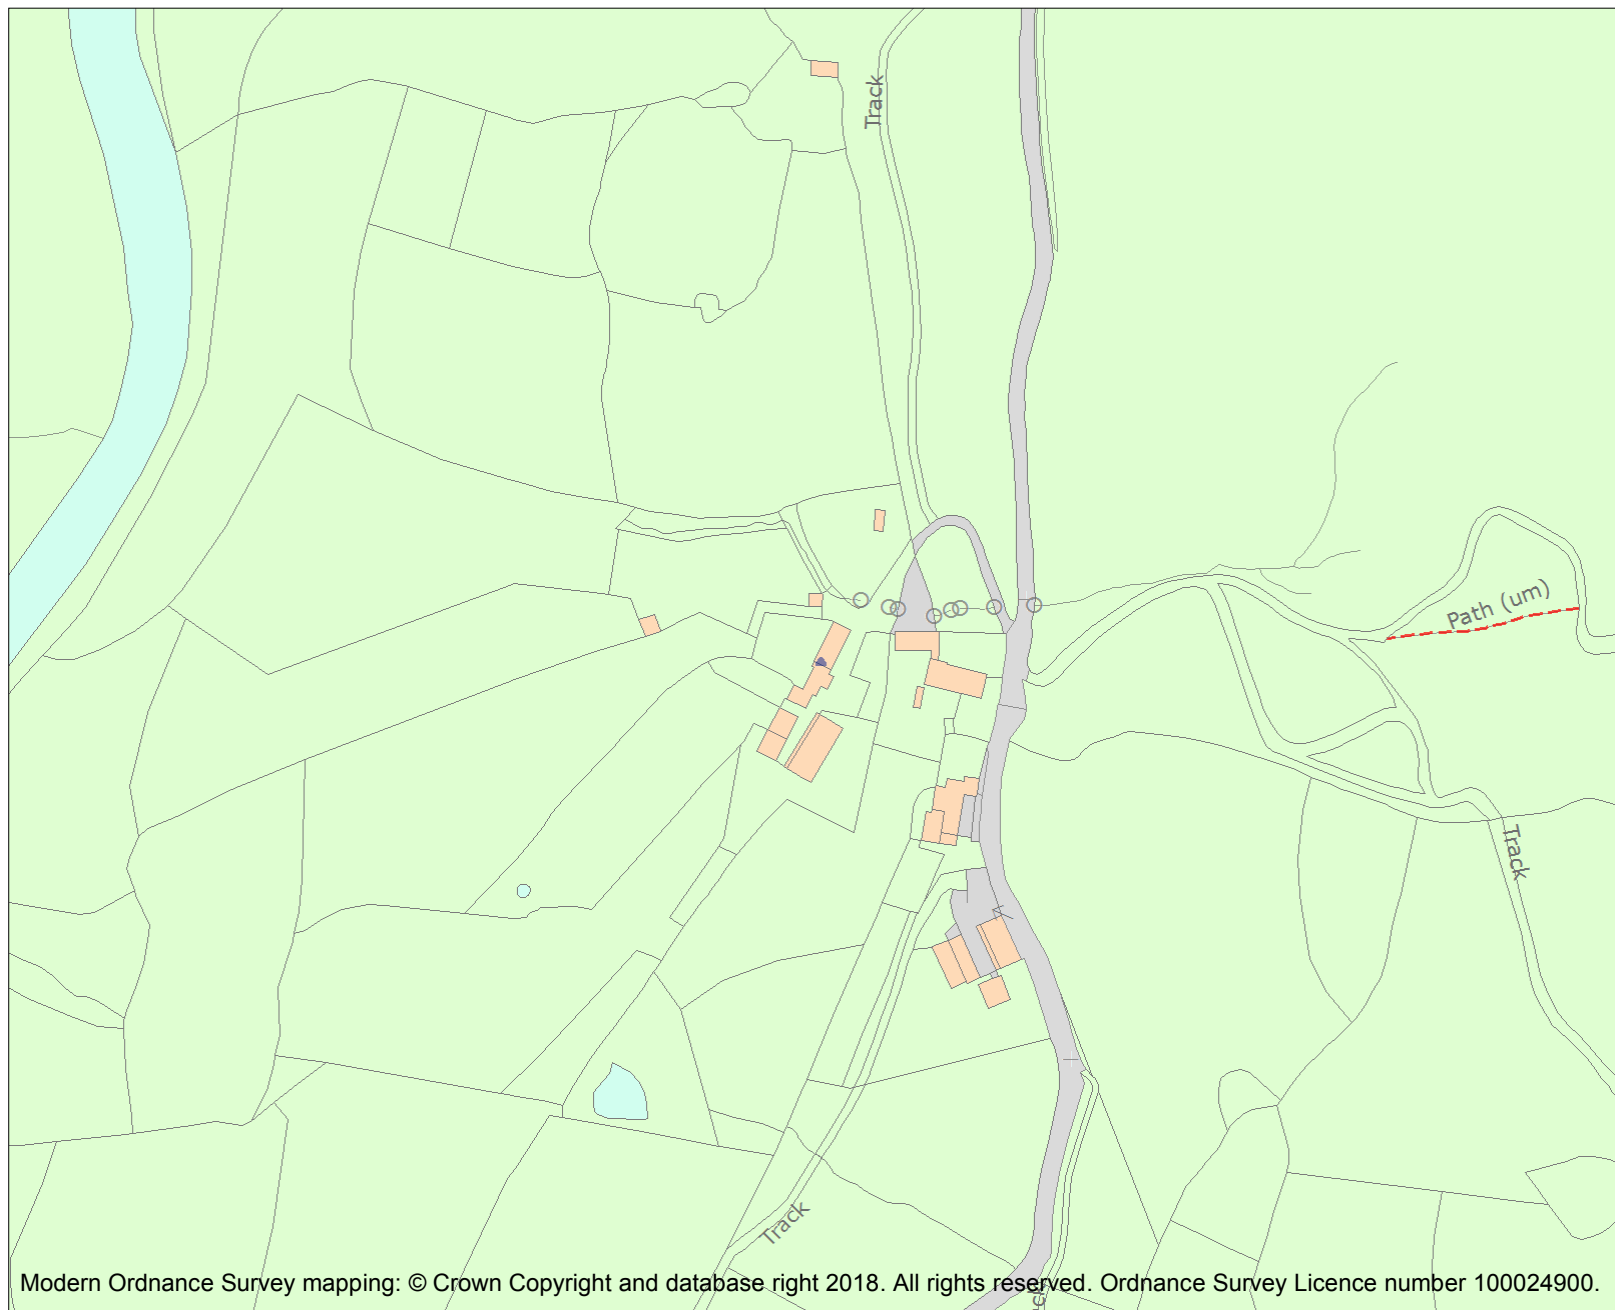 Track
Path (um)
Track
Track
Modern Ordnance Survey mapping: © Crown Copyright and database right 2018. All rights reserved. Ordnance Survey Licence number 100024900.